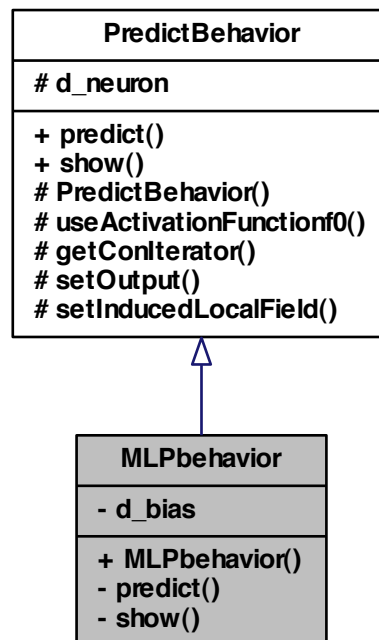 PredictBehavior
# d_neuron
+ predict()
+ show()
# PredictBehavior()
# useActivationFunctionf0()
# getConIterator()
# setOutput()
# setInducedLocalField()
MLPbehavior
- d_bias
+ MLPbehavior()
- predict()
- show()